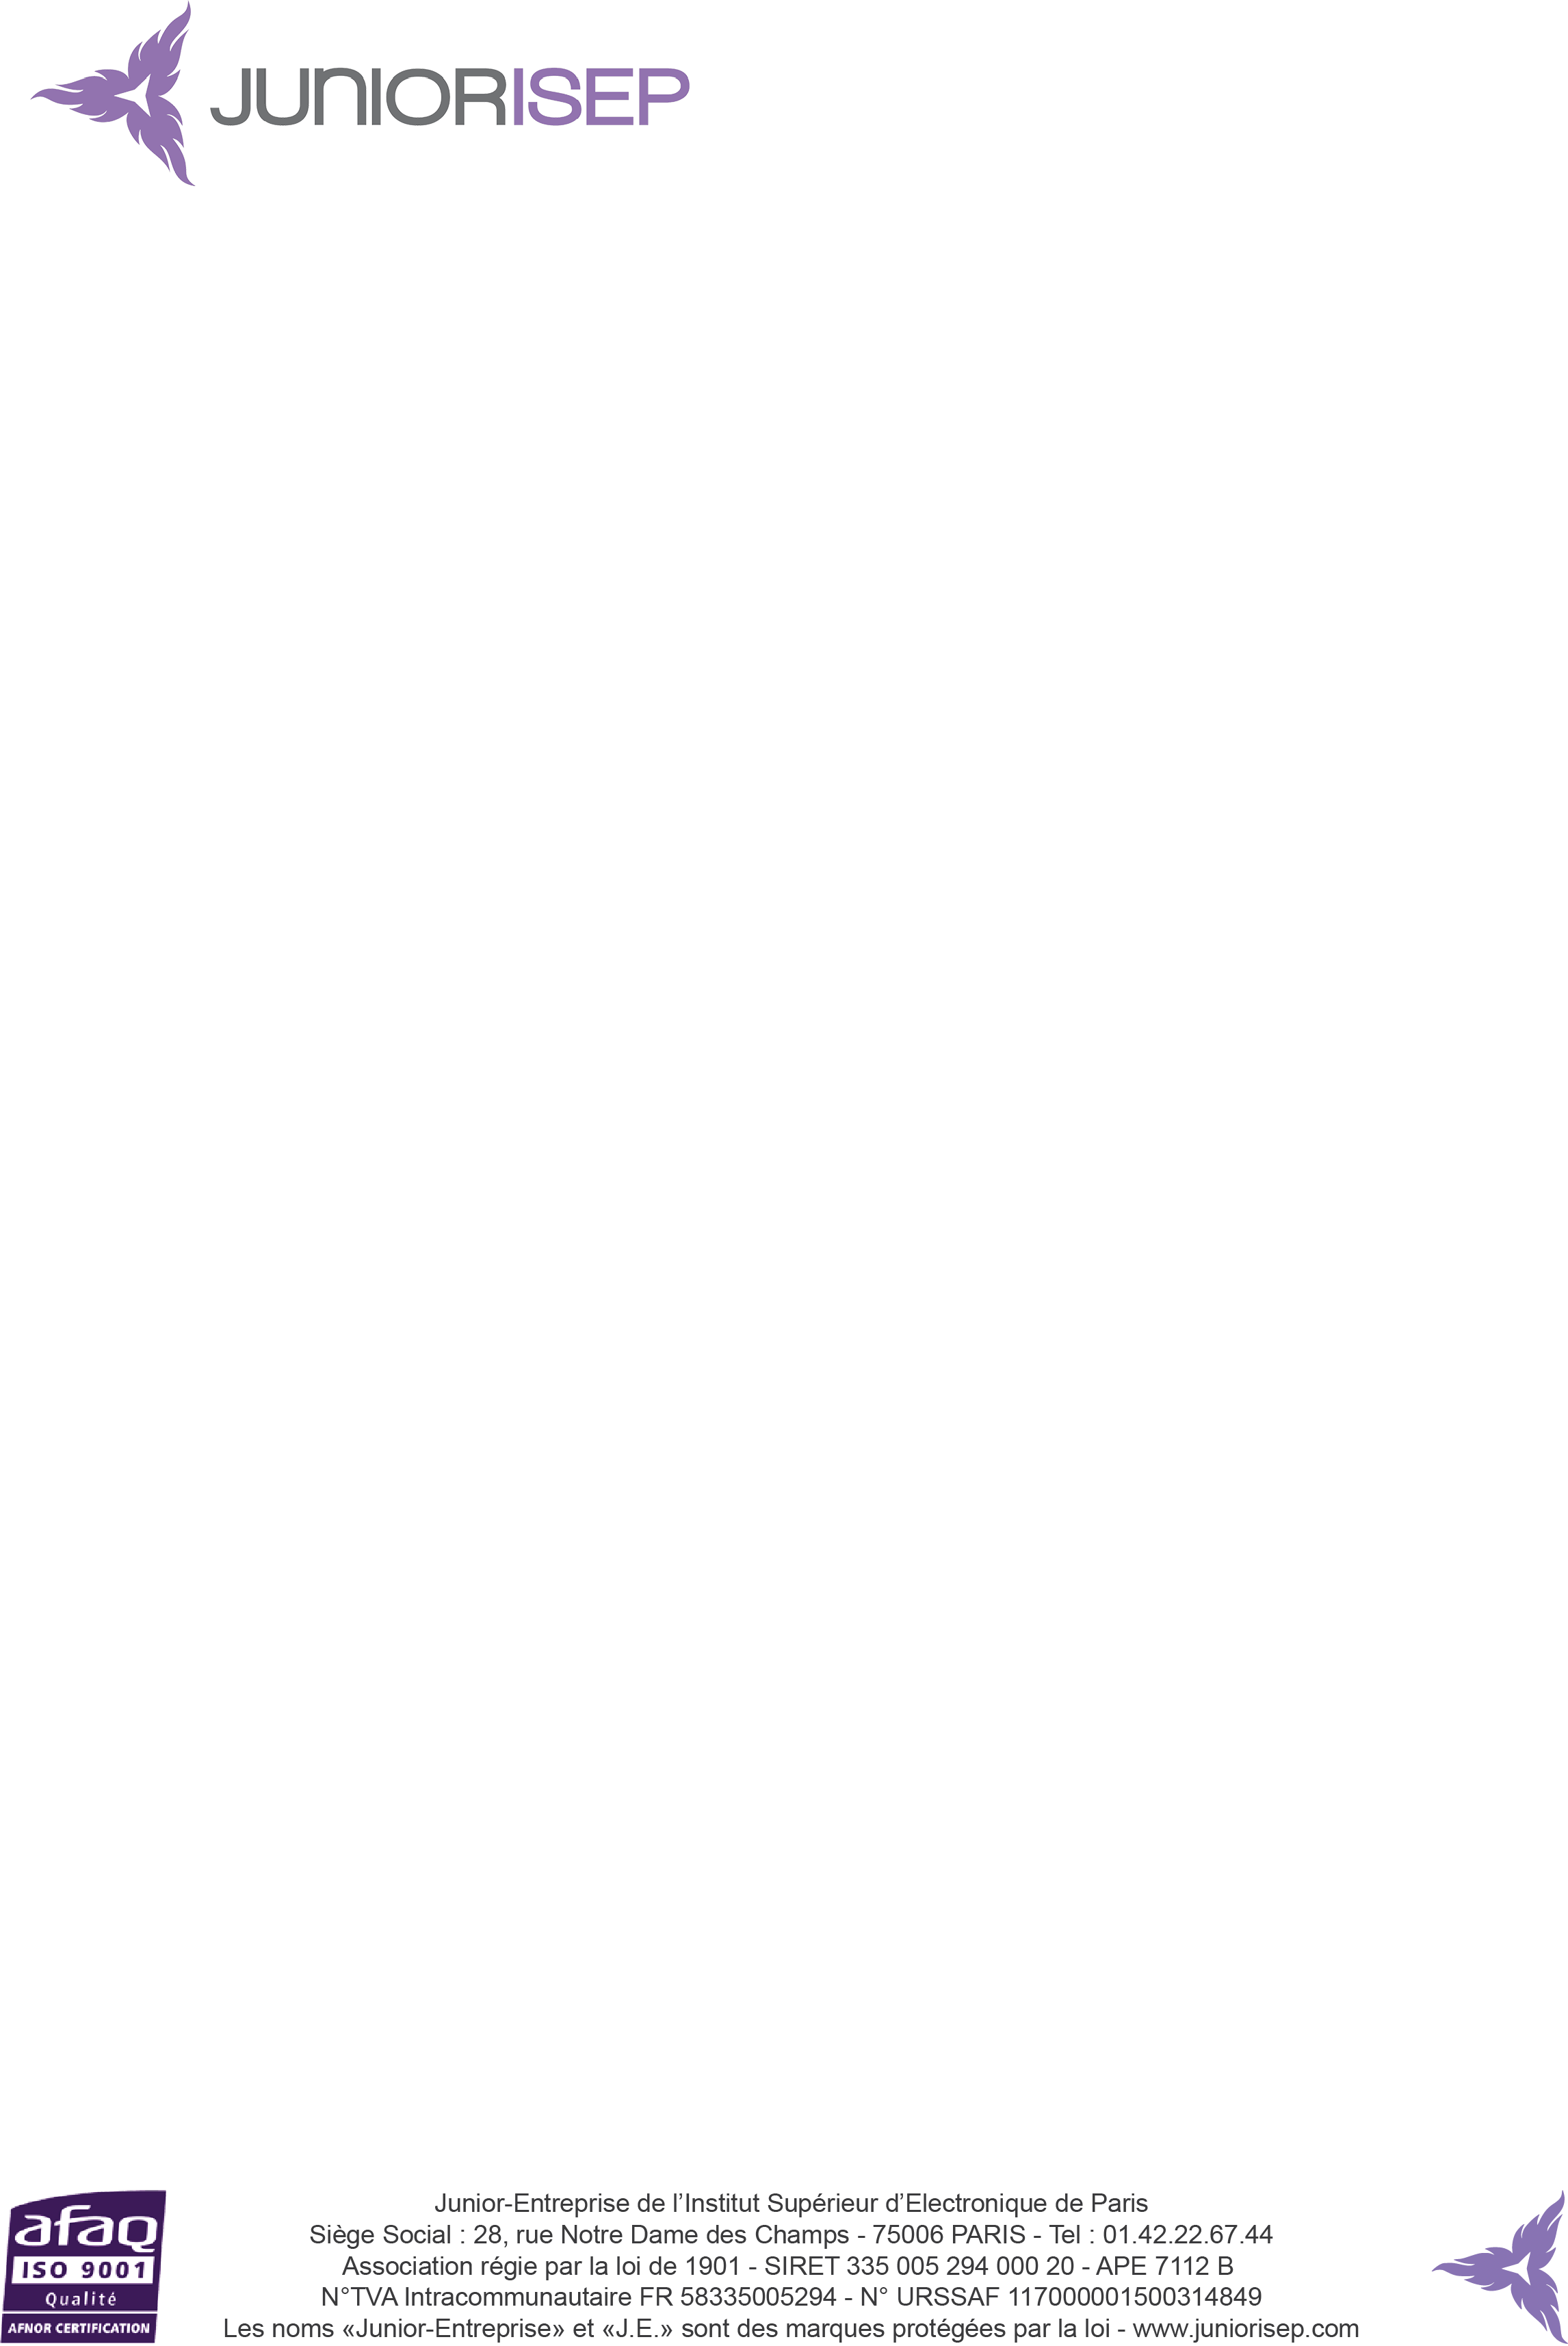 JUNIORISEP
afaq
ISO 9001
Qualité
AFNOR CERTIFICATION
Junior-Entreprise de l’Institut Supérieur d’Electronique de Paris
Siège Social : 28, rue Notre Dame des Champs - 75006 PARIS - Tel : 01.42.22.67.44
Association régie par la loi de 1901 - SIRET 335 005 294 000 20 - APE 7112 B
N°TVA Intracommunautaire FR 58335005294 - N° URSSAF 117000001500314849
Les noms «Junior-Entreprise» et «J.E.» sont des marques protégées par la loi - www.juniorisep.com